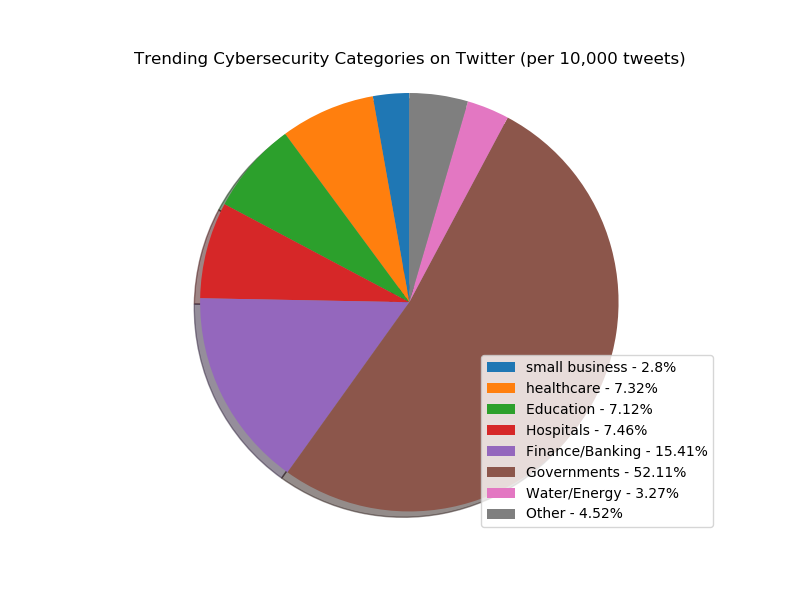 Trending Cybersecurity Categories on Twitter (per 10,000 tweets)
small business - 2.8%
healthcare - 7.32%
Education - 7.12%
Hospitals - 7.46%
Finance/Banking - 15.41%
Governments - 52.11%
Water/Energy - 3.27%
Other - 4.52%